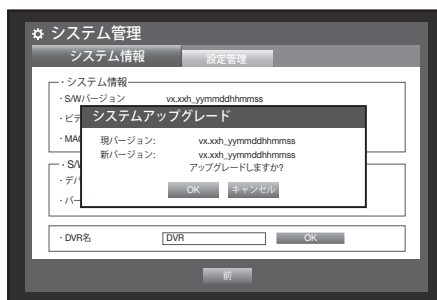 システム管理
システム情報
設定管理
・システム情報
・S/Wバージョン vx.xxh_yymmddhhmmss
・ビデ
システムアップグレード
・MAC
現バージョン: vx.xxh_yymmddhhmmss
新バージョン: vx.xxh_yymmddhhmmss
アップグレードしますか?
・S/
・デバ
OK キャンセル
・バー
・DVR名 DVR OK
前